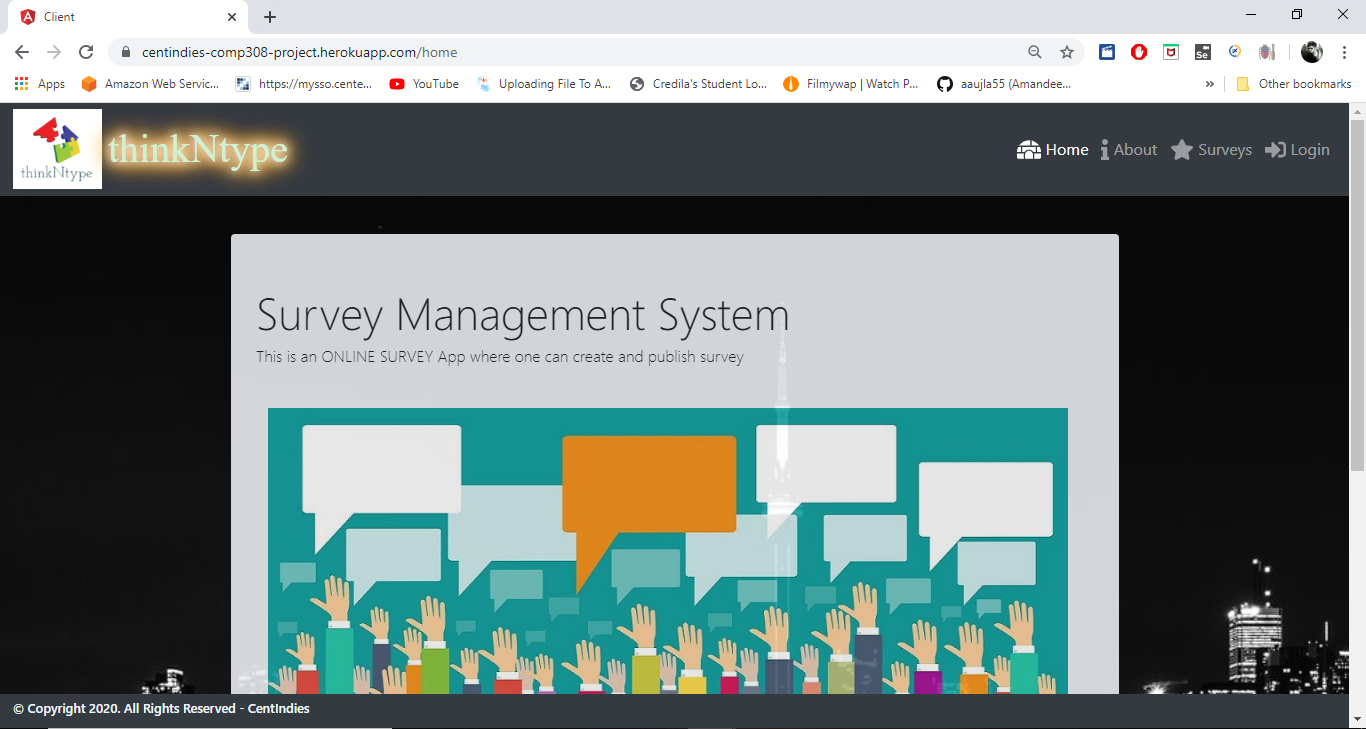 Client
centindies-comp308-project.herokuapp.com/home
Apps Amazon Web Servic... https://mysso.cente... YouTube Uploading File To A... Credila's Student Lo... Filmywap | Watch P... aaujla55 (Amandee... » Other bookmarks
thinkNtype
thinkNtype
Home About Surveys Login
Survey Management System
This is an ONLINE SURVEY App where one can create and publish survey
© Copyright 2020. All Rights Reserved - CentIndies